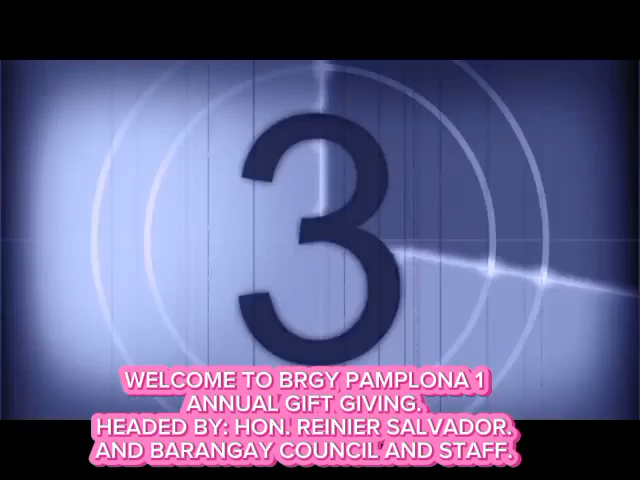 3
WELCOME TO BRGY PAMPLONA 1
ANNUAL GIFT GIVING.
HEADED BY: HON. REINIER SALVADOR.
AND BARANGAY COUNCIL AND STAFF.